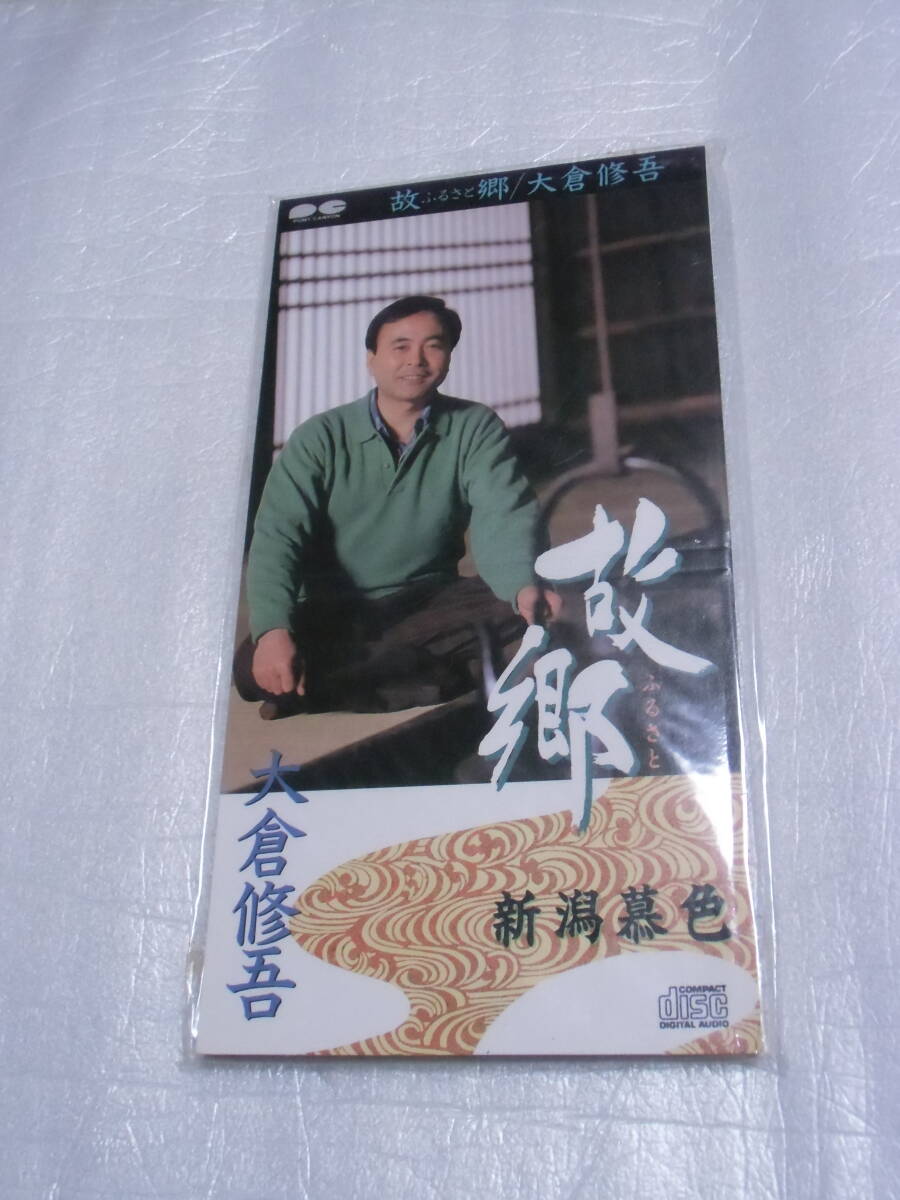 PONY CANYON
故ふるさと郷/大倉修吾
故郷
ふるさと
大倉修吾
新潟慕色
COMPACT
disc
DIGITAL AUDIO